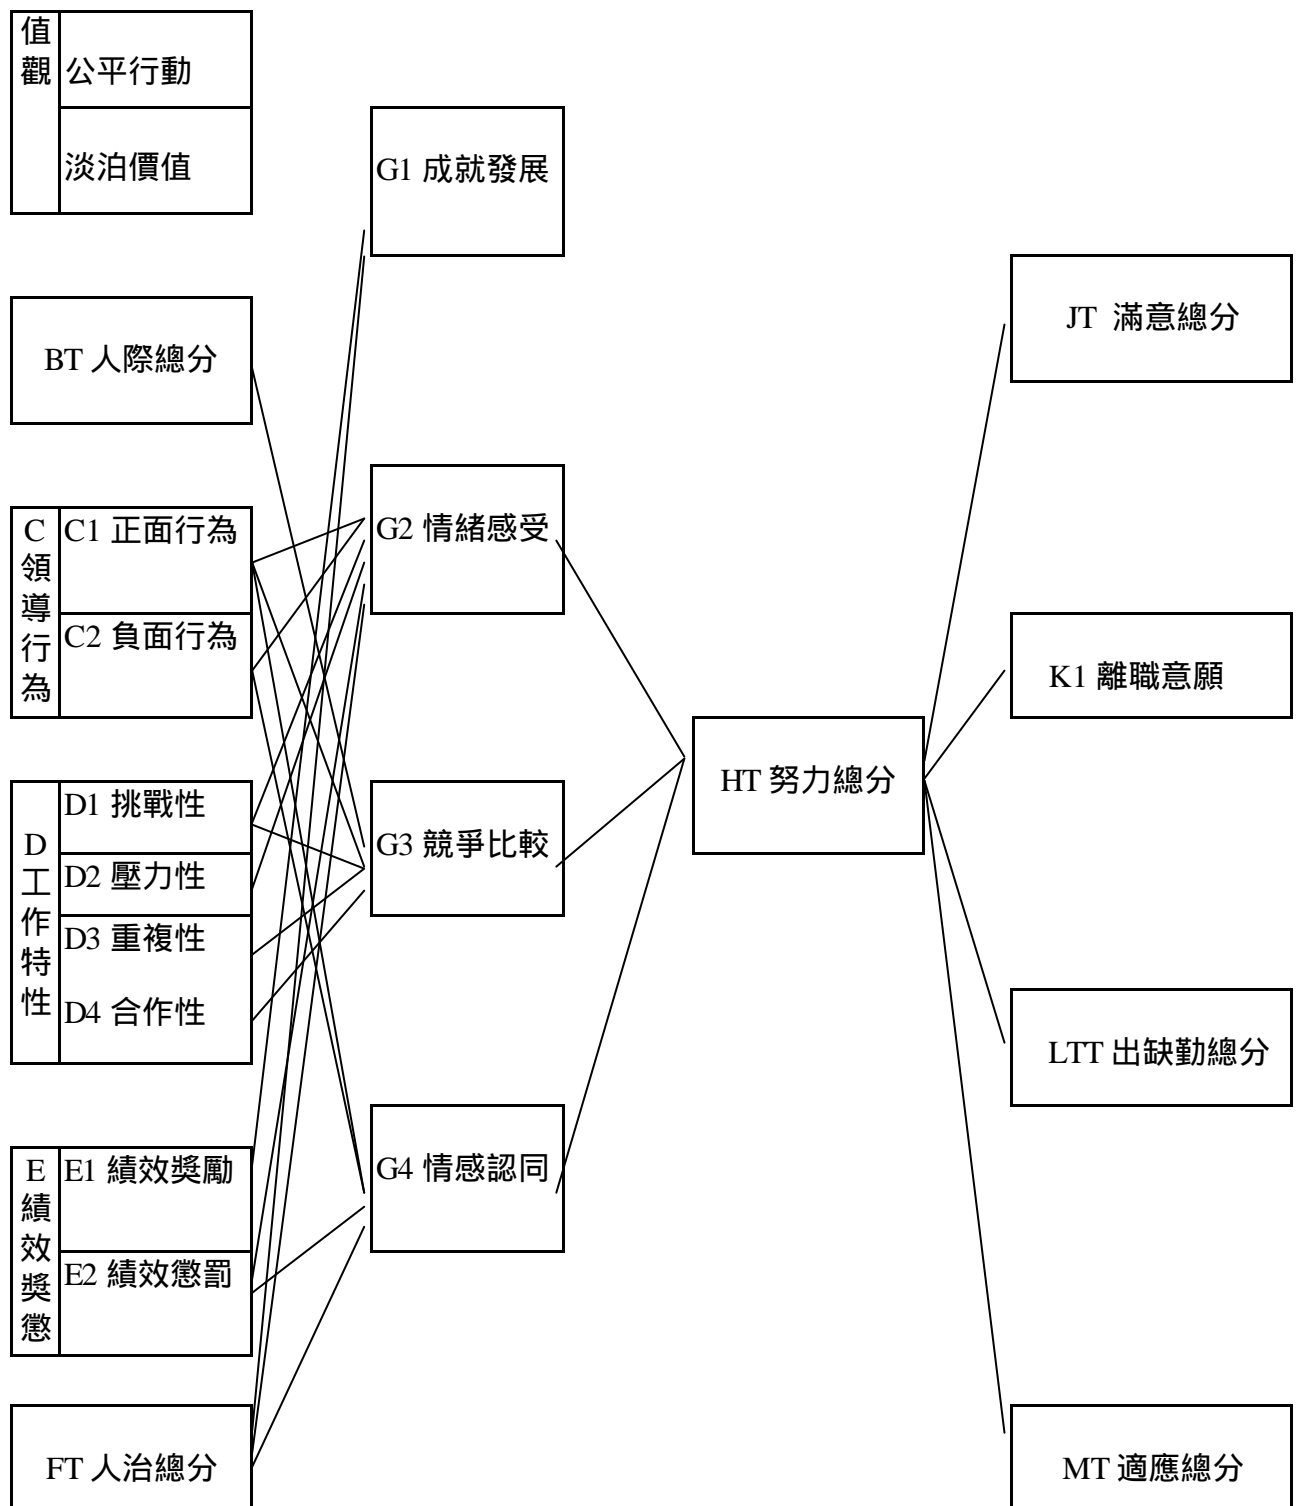 值觀
公平行動
淡泊價值
G1 成就發展
JT 滿意總分
BT 人際總分
C領導行為
C1 正面行為
C2 負面行為
G2 情緒感受
K1 離職意願
HT 努力總分
D工作特性
D1 挑戰性
D2 壓力性
D3 重複性
D4 合作性
G3 競爭比較
LTT 出缺勤總分
E績效獎懲
E1 績效獎勵
E2 績效懲罰
G4 情感認同
FT 人治總分
MT 適應總分